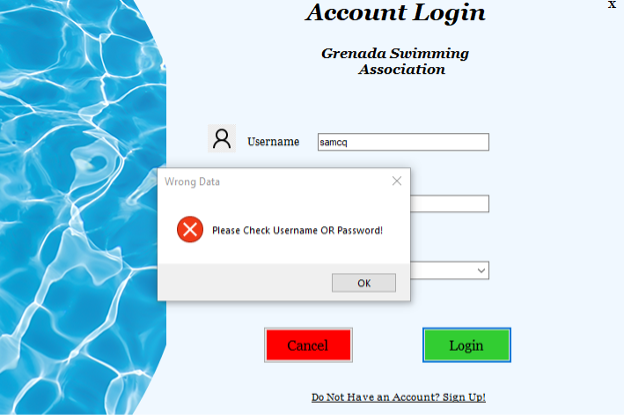 Account Login
x
Grenada Swimming
Association
Username
samcq
Wrong Data
Please Check Username OR Password!
OK
Cancel
Login
Do Not Have an Account? Sign Up!